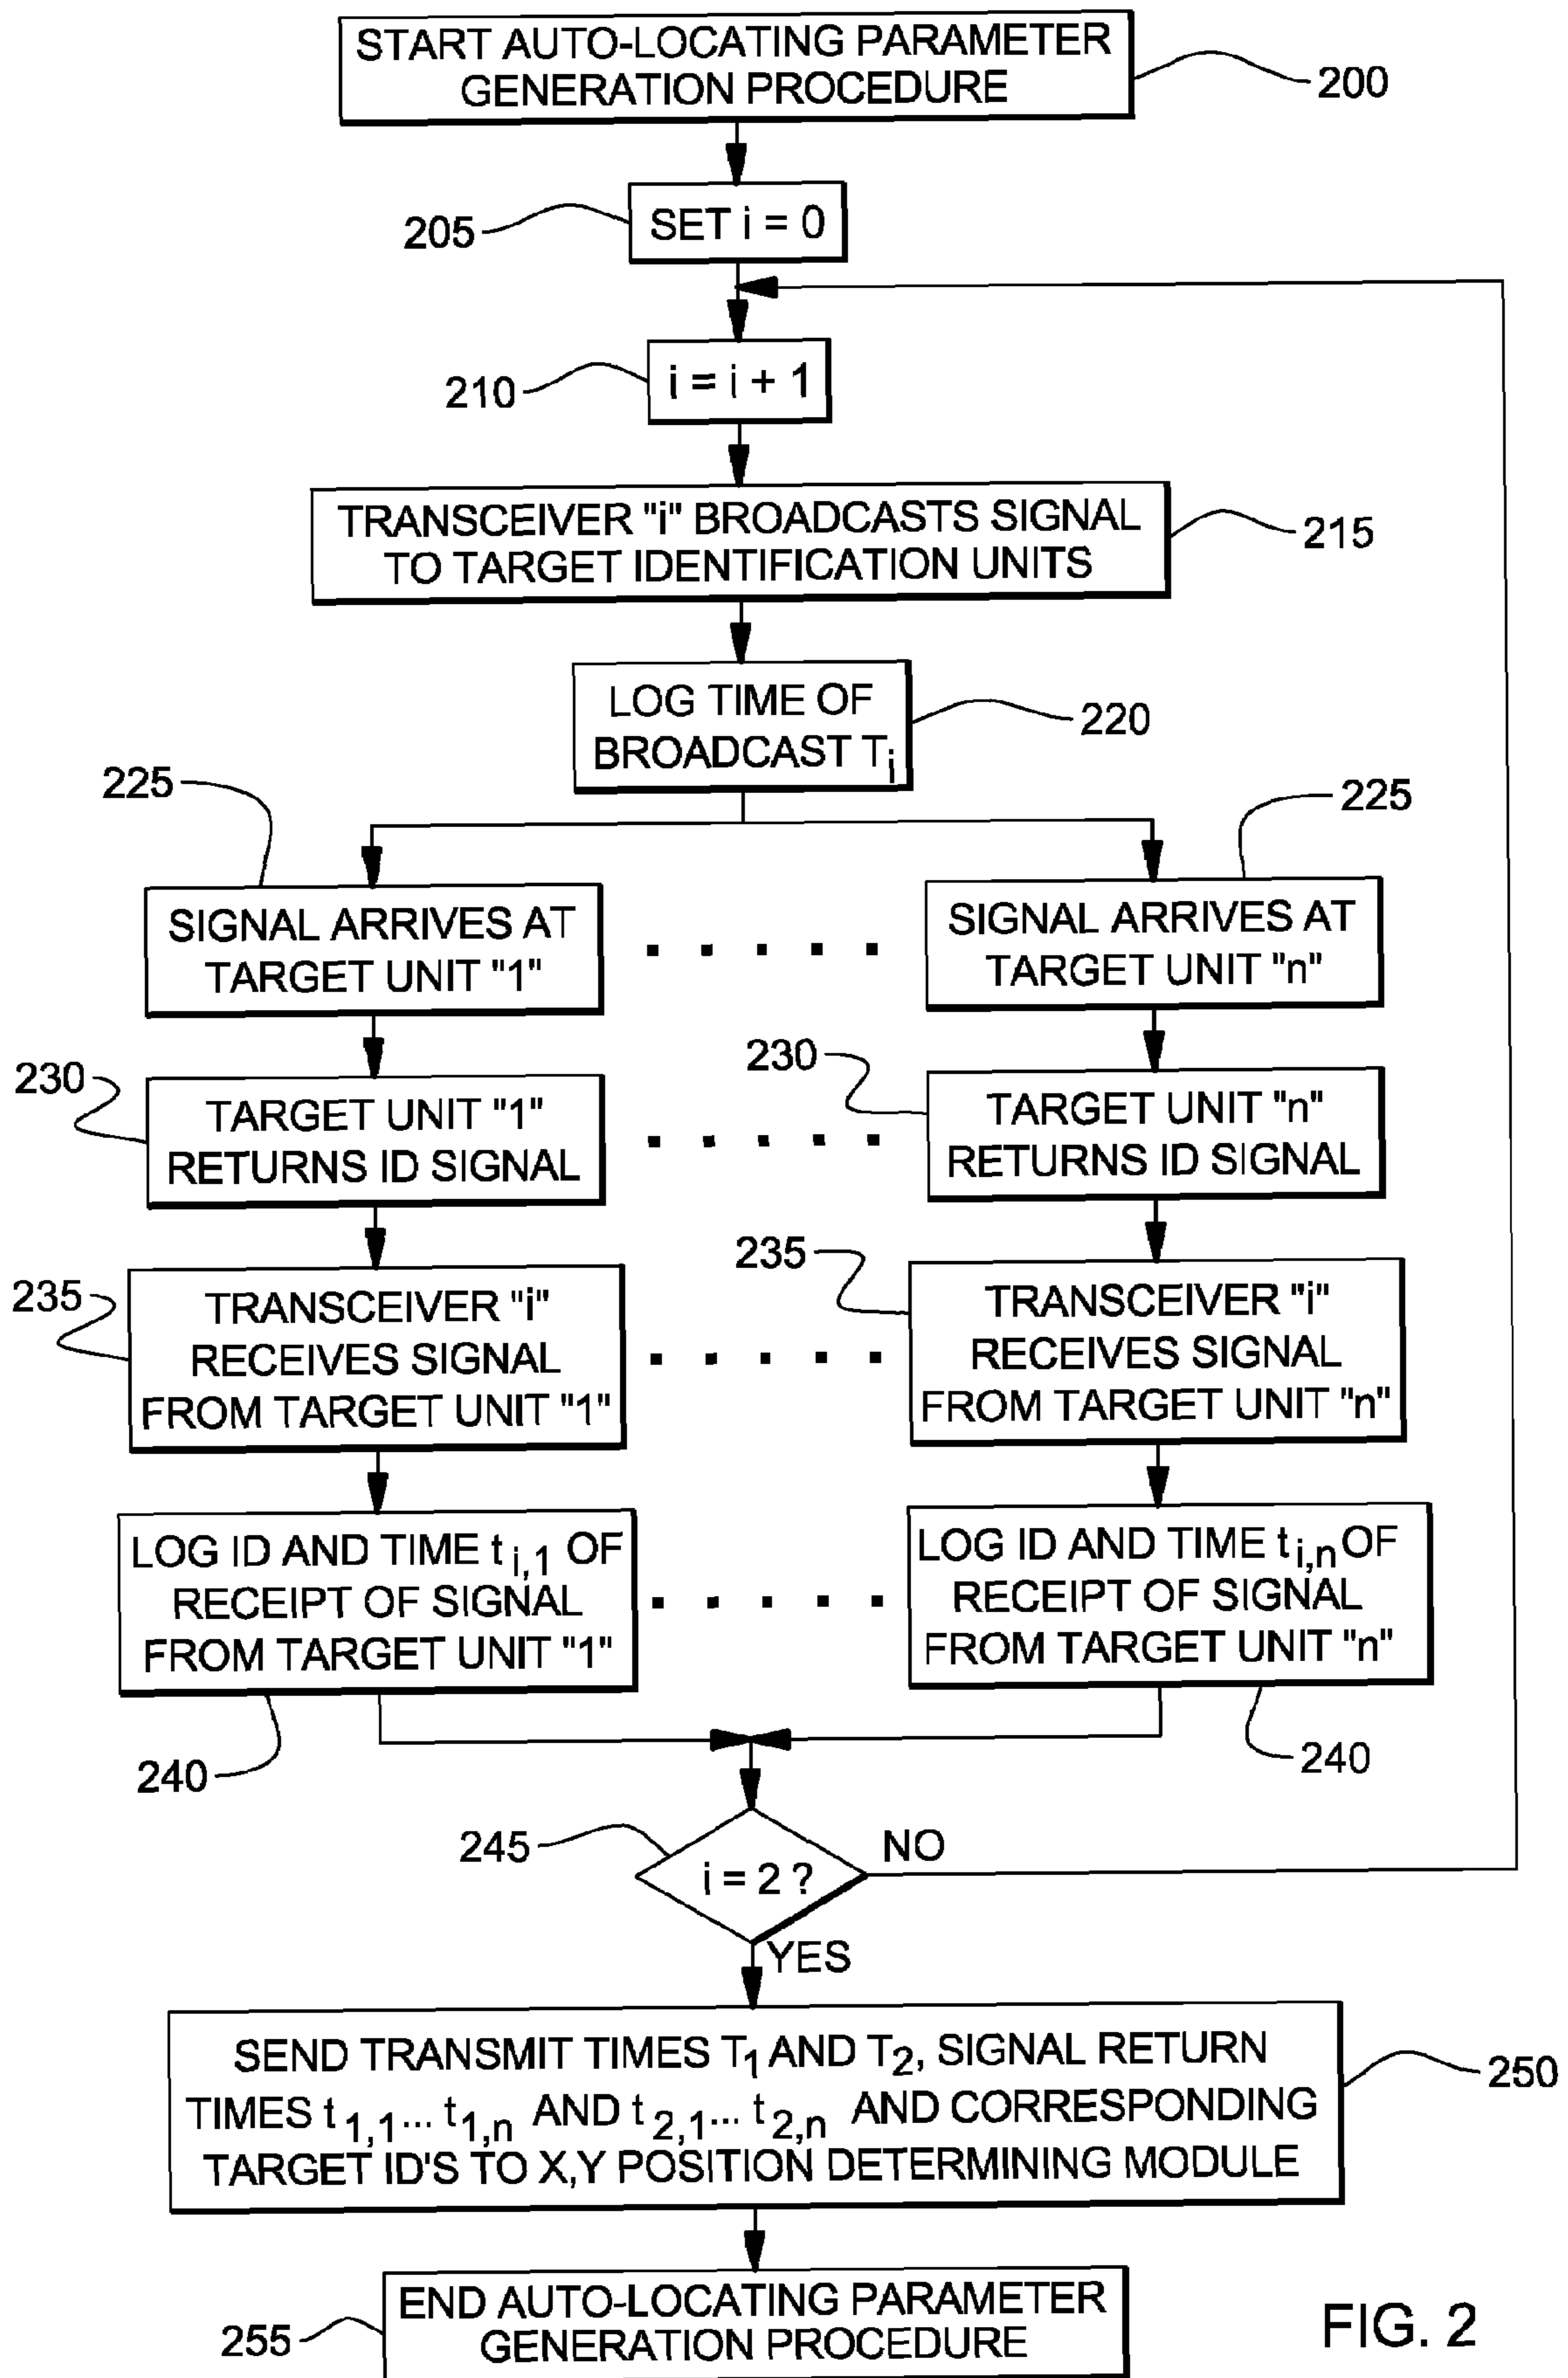 START AUTO-LOCATING PARAMETER
GENERATION PROCEDURE
200
SET i = 0
205
i = i + 1
210
TRANSCEIVER "i" BROADCASTS SIGNAL
TO TARGET IDENTIFICATION UNITS
215
LOG TIME OF
BROADCAST Ti
220
225
225
SIGNAL ARRIVES AT
TARGET UNIT "1"
. . . . .
SIGNAL ARRIVES AT
TARGET UNIT "n"
230
TARGET UNIT "1"
RETURNS ID SIGNAL
. . . . .
230
TARGET UNIT "n"
RETURNS ID SIGNAL
235
TRANSCEIVER "i"
RECEIVES SIGNAL
FROM TARGET UNIT "1"
. . . . .
235
TRANSCEIVER "i"
RECEIVES SIGNAL
FROM TARGET UNIT "n"
LOG ID AND TIME ti,1 OF
RECEIPT OF SIGNAL
FROM TARGET UNIT "1"
. . . . .
LOG ID AND TIME ti,n OF
RECEIPT OF SIGNAL
FROM TARGET UNIT "n"
240
240
245
i = 2 ?
NO
YES
SEND TRANSMIT TIMES T1 AND T2, SIGNAL RETURN
TIMES t1,1... t1,n AND t2,1... t2,n AND CORRESPONDING
TARGET ID'S TO X,Y POSITION DETERMINING MODULE
250
END AUTO-LOCATING PARAMETER
GENERATION PROCEDURE
255
FIG. 2